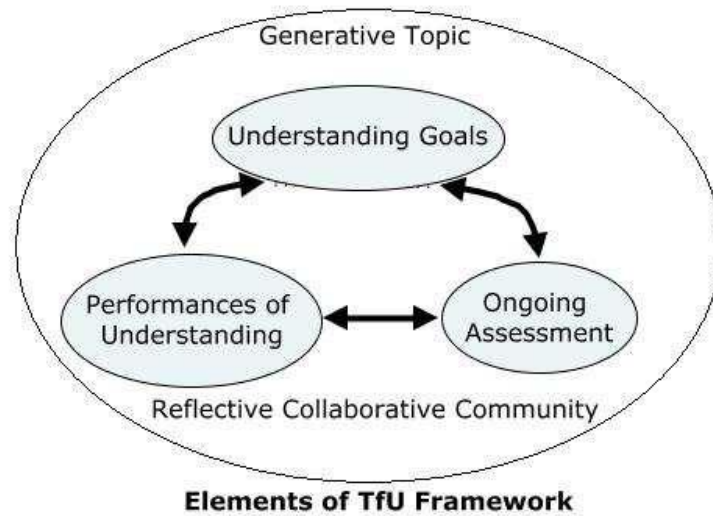 Generative Topic
Understanding Goals
Performances of
Understanding
Ongoing
Assessment
Reflective Collaborative Community
Elements of TfU Framework